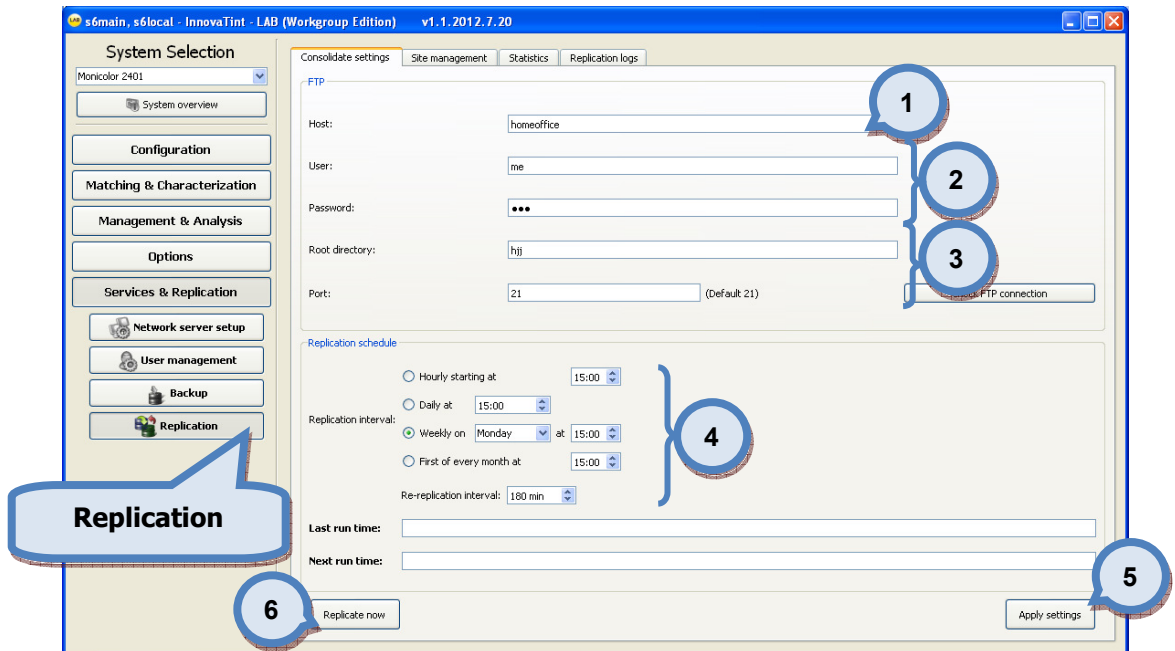 LAB s6main, s6local - InnovaTint - LAB (Workgroup Edition) v1.1.2012.7.20
System Selection
Monicolor 2401
System overview
Configuration
Matching & Characterization
Management & Analysis
Options
Services & Replication
Network server setup
User management
Backup
Replication
Replication
Consolidate settings Site management Statistics Replication logs
FTP
1
Host: homeoffice
2
User: me
Password: •••
3
Root directory: hjj
Port: 21 (Default 21) FTP connection
Replication schedule
Hourly starting at 15:00
Daily at 15:00
Replication interval:
Weekly on Monday at 15:00
4
First of every month at 15:00
Re-replication interval: 180 min
Last run time:
Next run time:
5
6
Replicate now Apply settings